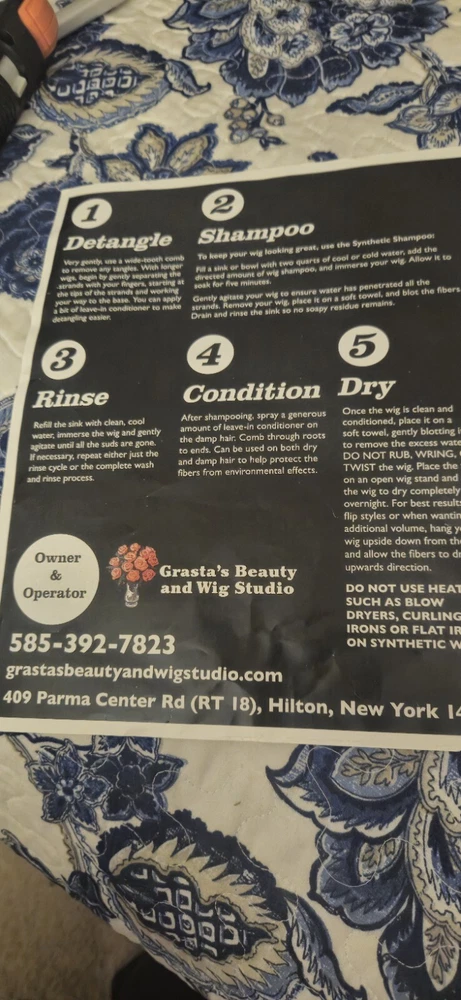 1
Detangle
Very gently, use a wide-tooth comb
to remove any tangles. With longer
wigs, begin by gently separating the
strands with your fingers, starting at
the tips of the strands and working
your way to the base. You can apply
a bit of leave-in conditioner to make
detangling easier.
2
Shampoo
To keep your wig looking great, use the Synthetic Shampoo:
Fill a sink or bowl with two quarts of cool or cold water, add the
directed amount of wig shampoo, and immerse your wig. Allow it to
soak for five minutes.
Gently agitate your wig to ensure water has penetrated all the
strands. Remove your wig, place it on a soft towel, and blot the fibers
Drain and rinse the sink so no soapy residue remains.
3
Rinse
Refill the sink with clean, cool
water, immerse the wig and gently
agitate until all the suds are gone.
If necessary, repeat either just the
rinse cycle or the complete wash
and rinse process.
4
Condition
After shampooing, spray a generous
amount of leave-in conditioner on
the damp hair. Comb through roots
to ends. Can be used on both dry
and damp hair to help protect the
fibers from environmental effects.
5
Dry
Once the wig is clean and
conditioned, place it on a
soft towel, gently blotting
to remove the excess wate
DO NOT RUB, WRING,
TWIST the wig. Place the
on an open wig stand and
the wig to dry completely
overnight. For best result
flip styles or when wantin
additional volume, hang y
wig upside down from the
and allow the fibers to dr
upwards direction.
DO NOT USE HEAT
SUCH AS BLOW
DRYERS, CURLING
IRONS OR FLAT IR
ON SYNTHETIC W
Owner
&
Operator
Grasta's Beauty
and Wig Studio
585-392-7823
grastasbeautyandwigstudio.com
409 Parma Center Rd (RT 18), Hilton, New York 14